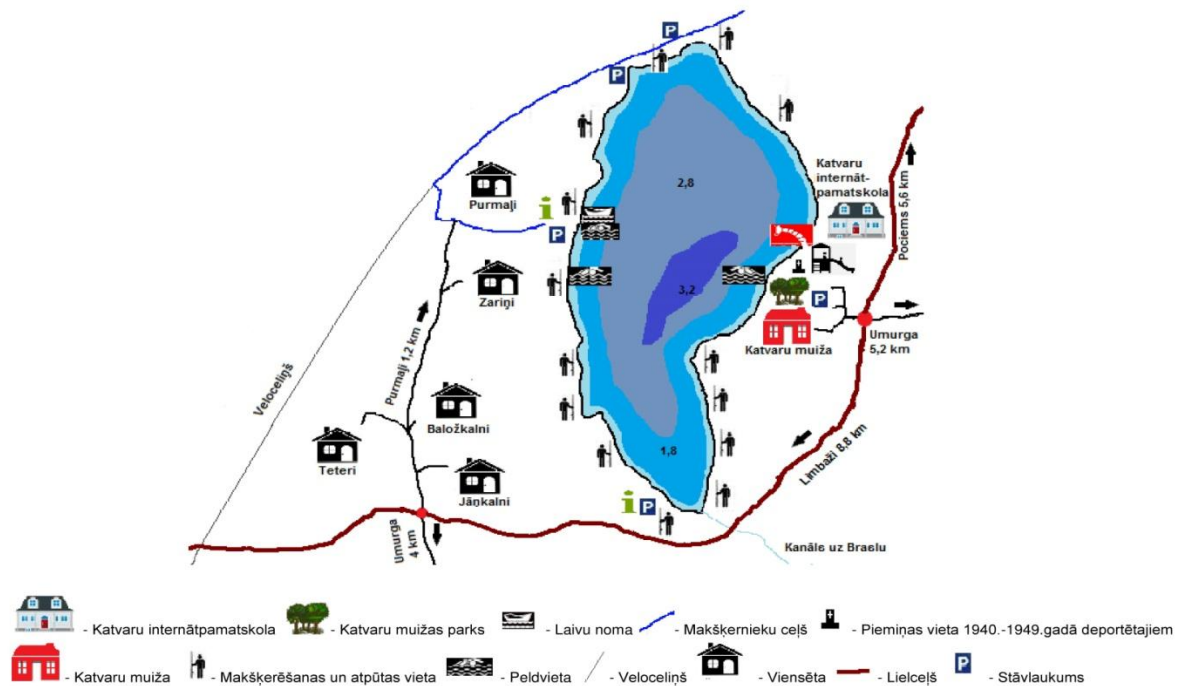 P
P
2,8
Katvaru
internāt-
pamatskola
Pociems 5,6 km
Purmaļi
i
P
Zariņi
3,2
P
Katvaru muiža
Umurga
5,2 km
Purmaļi 1,2 km
Veloceliņš
Baložkalni
Teteri
Jāņkalni
1,8
Limbaži 8,8 km
i P
Umurga
4 km
Kanāls uz Braslu
- Katvaru internātpamatskola - Katvaru muižas parks - Laivu noma - Makšķernieku ceļš - Piemiņas vieta 1940.-1949.gadā deportētajiem
- Katvaru muiža - Makšķerēšanas un atpūtas vieta - Peldvieta - Veloceliņš - Viensēta - Lielceļš P - Stāvlaukums